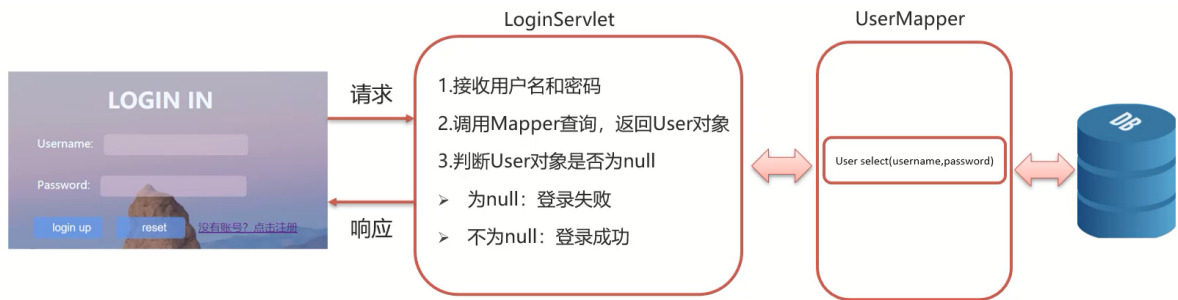 LoginServlet
UserMapper
LOGIN IN
Username:
Password:
login up
reset
没有账号？点击注册
请求
响应
1.接收用户名和密码
2.调用Mapper查询，返回User对象
3.判断User对象是否为null
➢ 为null：登录失败
➢ 不为null：登录成功
User select(username,password)
DB